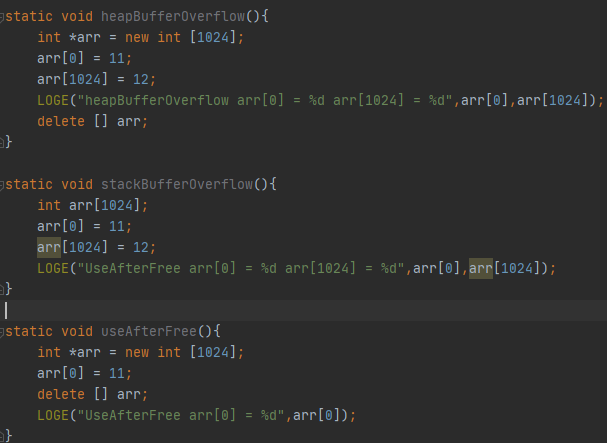 static void heapBufferOverflow(){
    int *arr = new int [1024];
    arr[0] = 11;
    arr[1024] = 12;
    LOGE("heapBufferOverflow arr[0] = %d arr[1024] = %d",arr[0],arr[1024]);
    delete [] arr;
}

static void stackBufferOverflow(){
    int arr[1024];
    arr[0] = 11;
    arr[1024] = 12;
    LOGE("UseAfterFree arr[0] = %d arr[1024] = %d",arr[0],arr[1024]);
}

static void useAfterFree(){
    int *arr = new int [1024];
    arr[0] = 11;
    delete [] arr;
    LOGE("UseAfterFree arr[0] = %d",arr[0]);
}